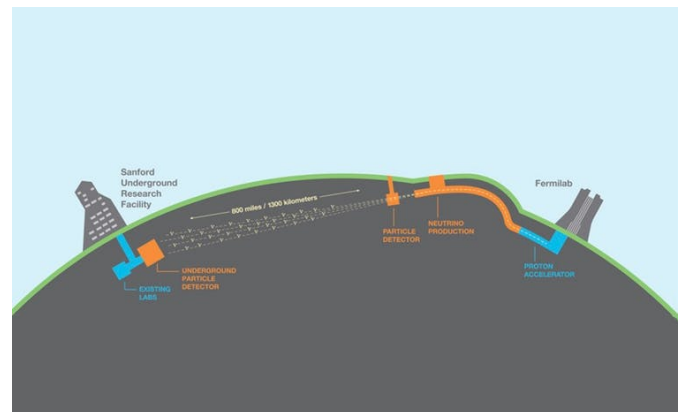 Sanford
Underground
Research
Facility
Fermilab
800 miles / 1300 kilometers
PARTICLE
DETECTOR
NEUTRINO
PRODUCTION
PROTON
ACCELERATOR
UNDERGROUND
PARTICLE
DETECTOR
EXISTING
LABS